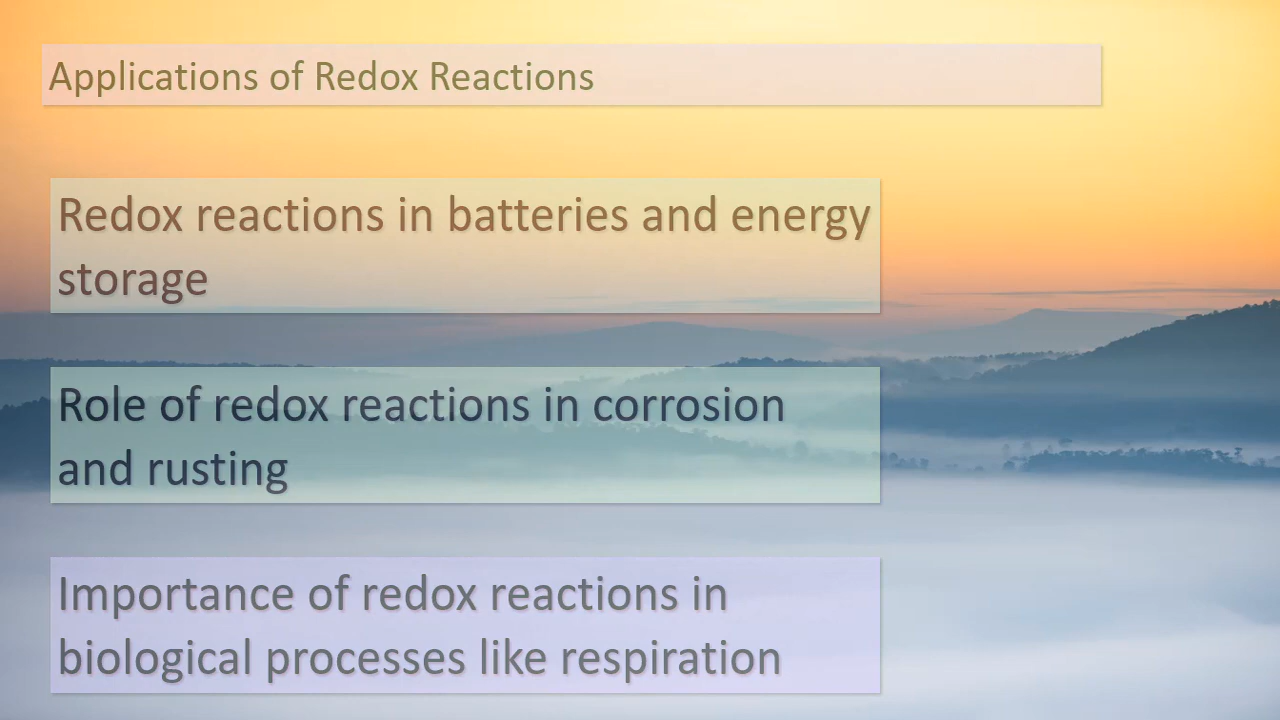 Applications of Redox Reactions
Redox reactions in batteries and energy
storage
Role of redox reactions in corrosion
and rusting
Importance of redox reactions in
biological processes like respiration